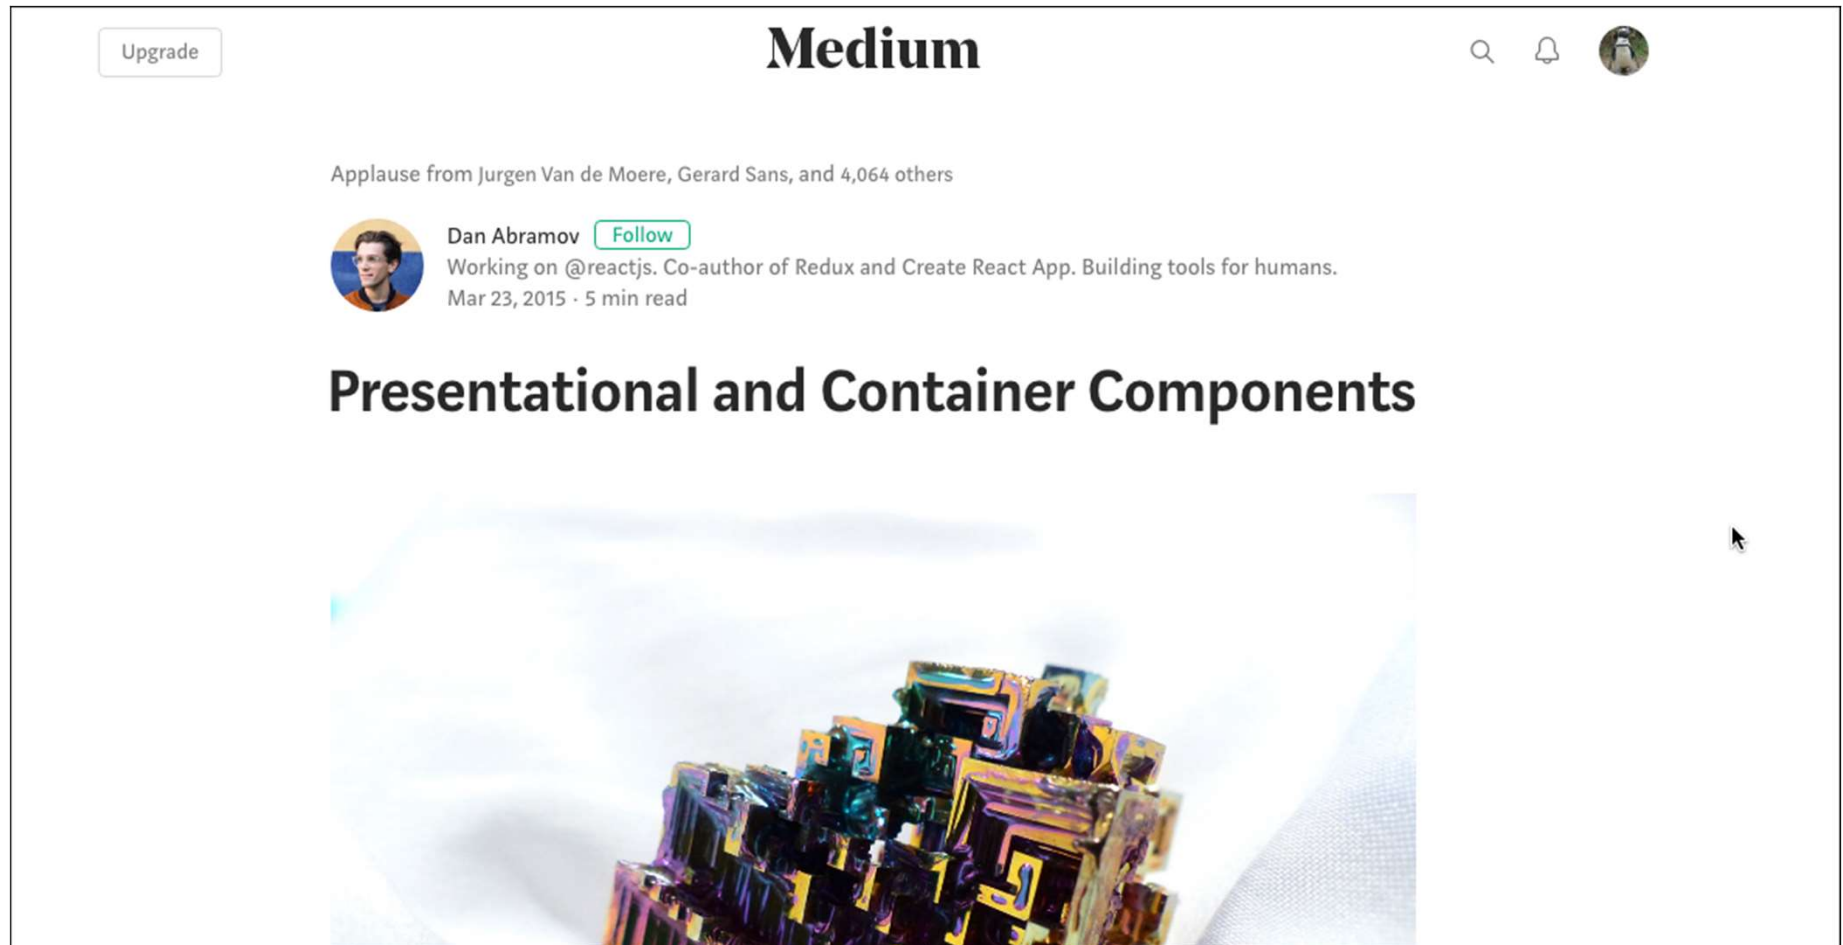 Upgrade
Medium
Applause from Jurgen Van de Moere, Gerard Sans, and 4,064 others
Dan Abramov Follow
Working on @reactjs. Co-author of Redux and Create React App. Building tools for humans.
Mar 23, 2015 · 5 min read
Presentational and Container Components